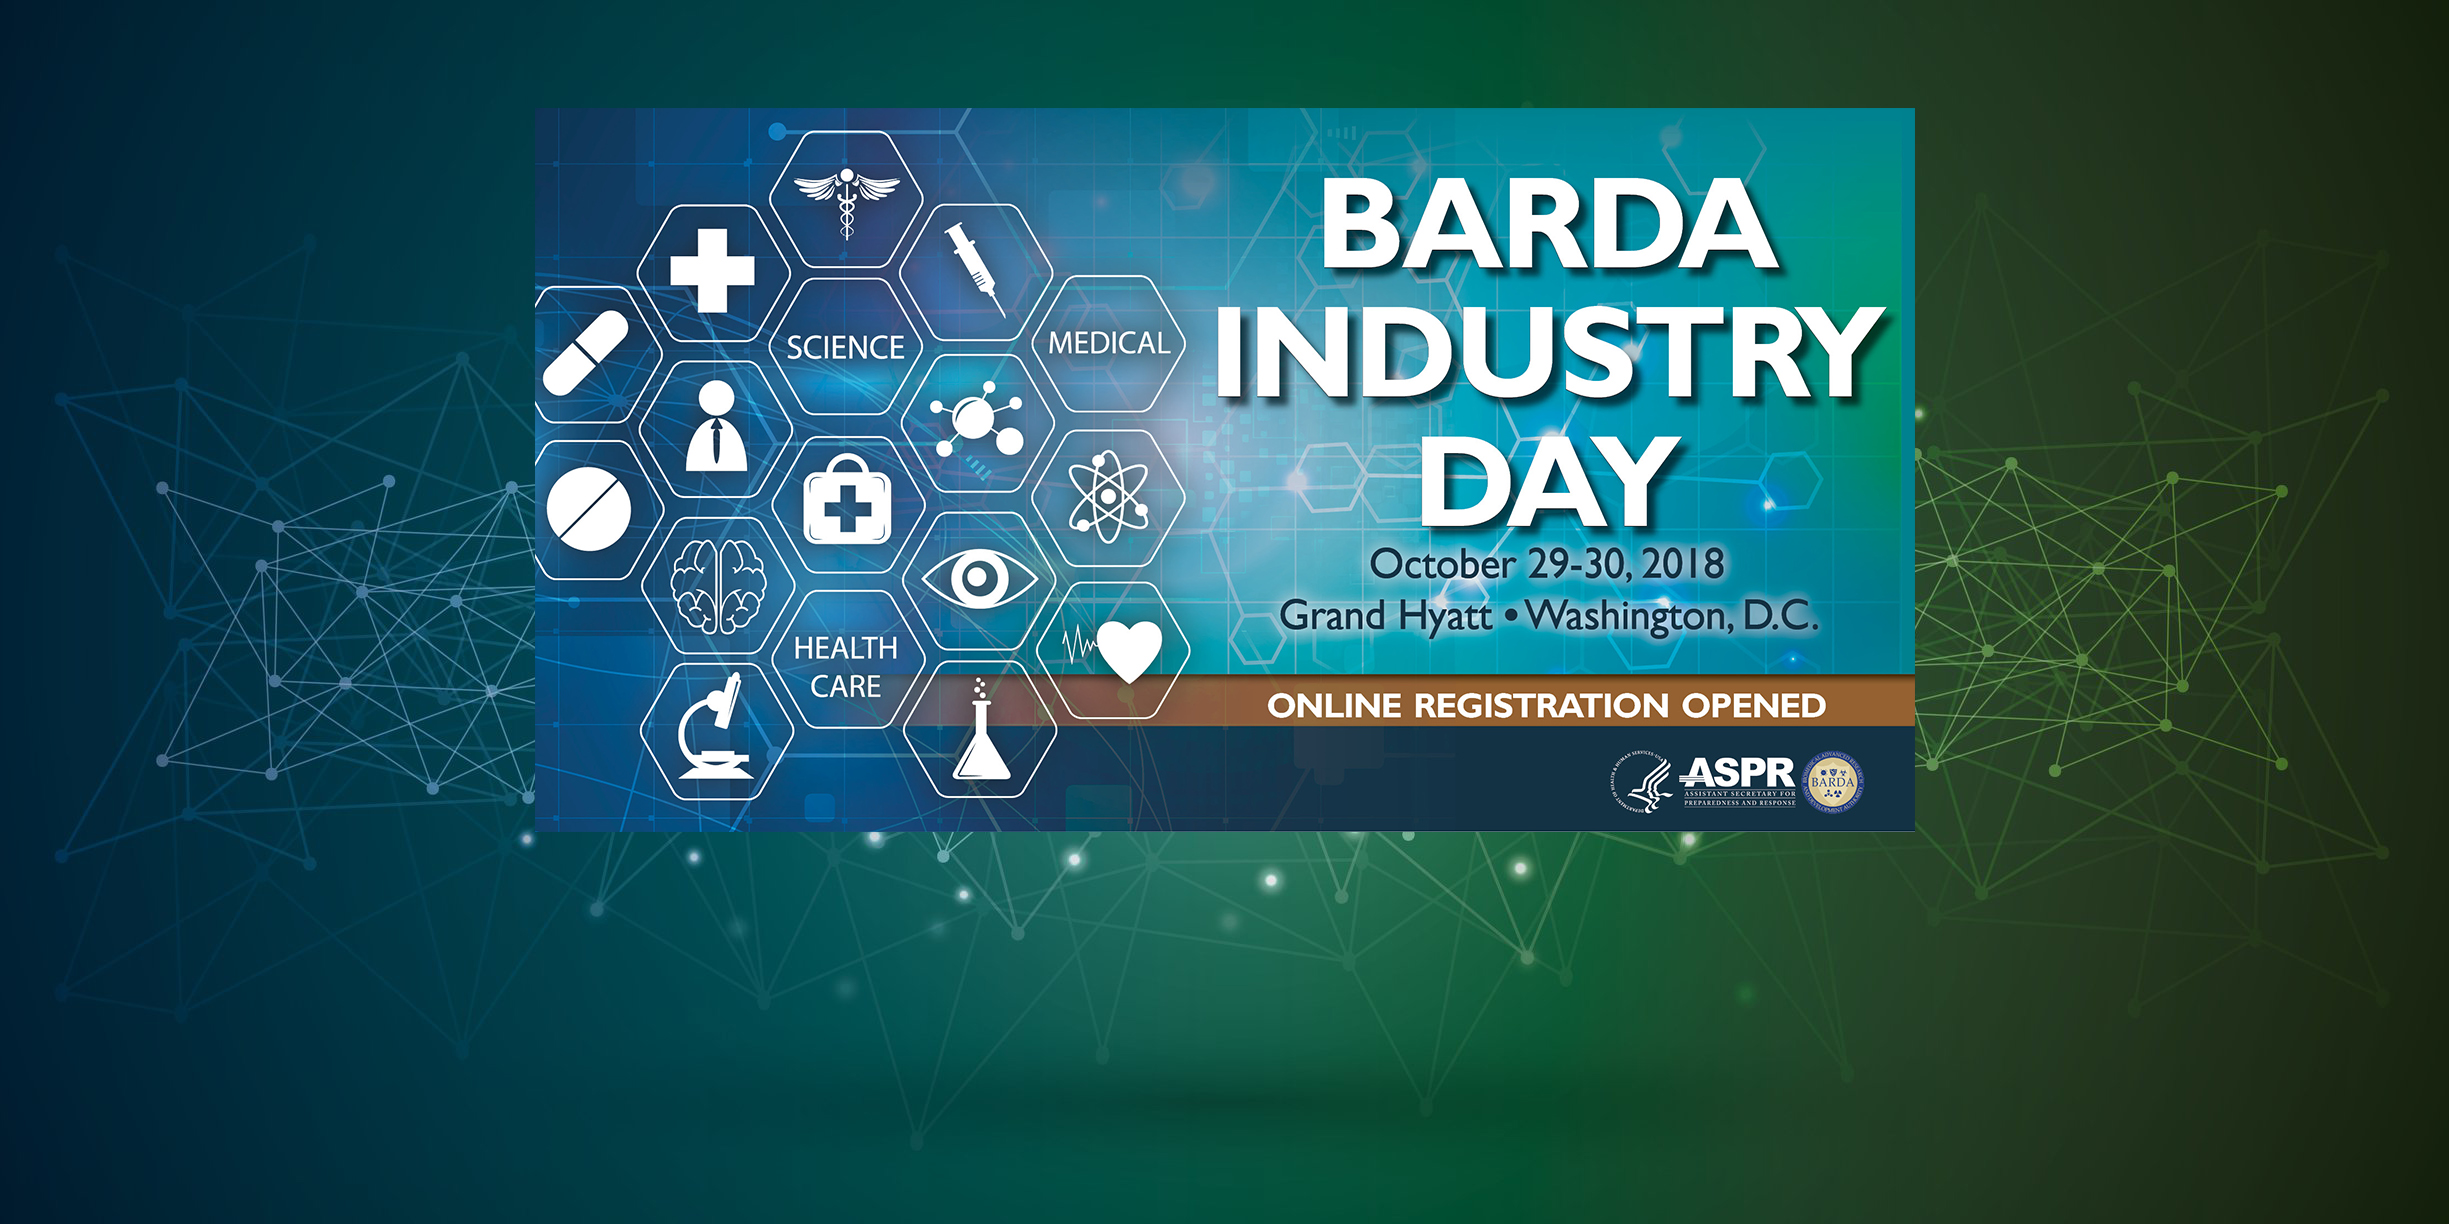 SCIENCE
MEDICAL
HEALTH
CARE
BARDA
INDUSTRY
DAY
October 29-30, 2018
Grand Hyatt • Washington, D.C.
ONLINE REGISTRATION OPENED
ASPR
ASSISTANT SECRETARY FOR
PREPAREDNESS AND RESPONSE
BARDA